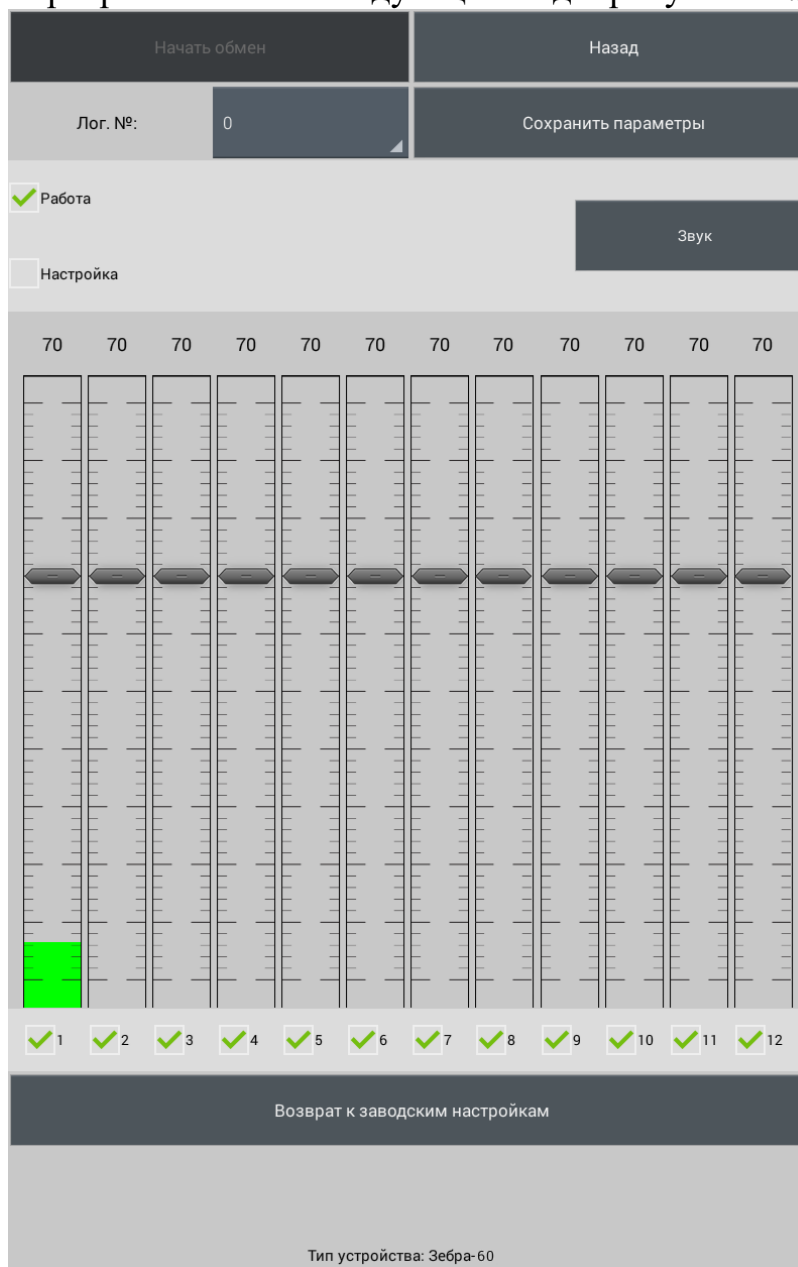 Начать обмен Назад
Лог. №: 0 Сохранить параметры
Работа
Звук
Настройка
70 70 70 70 70 70 70 70 70 70 70 70
1 2 3 4 5 6 7 8 9 10 11 12
Возврат к заводским настройкам
Тип устройства: Зебра-60